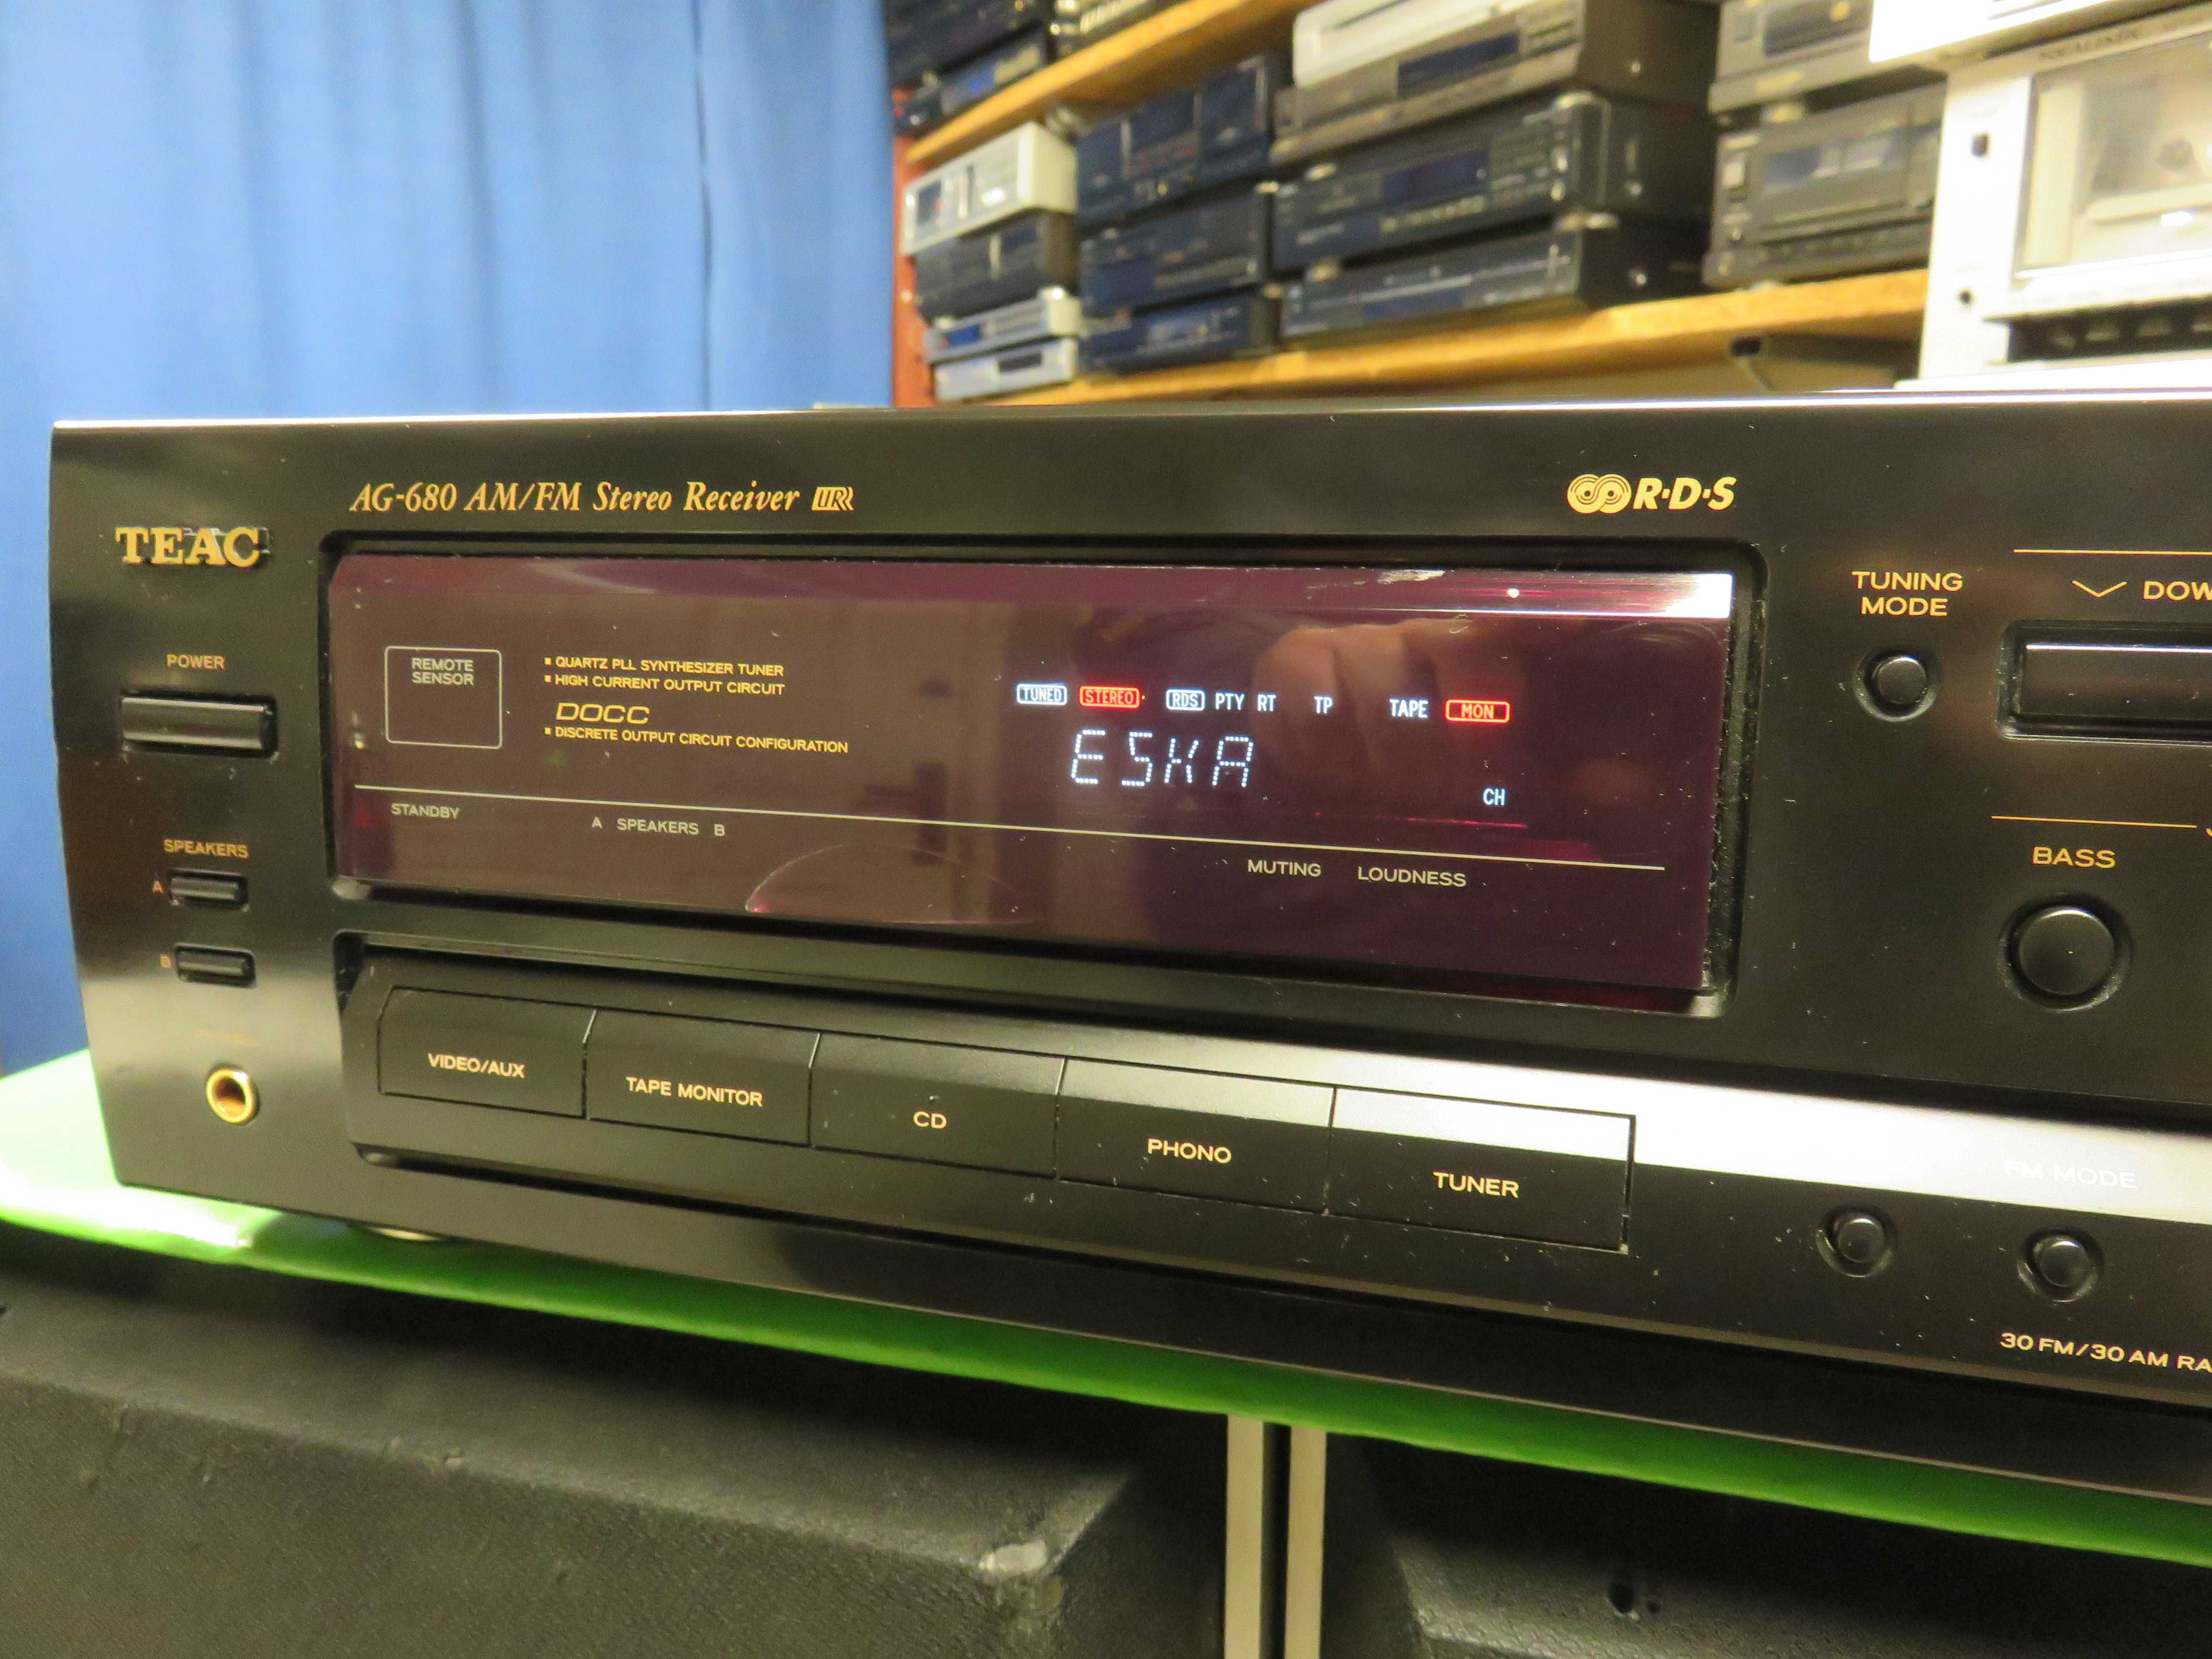 AG-680 AM/FM Stereo Receiver UR
R·D·S
TEAC
TUNING
MODE
DOW
POWER
REMOTE
SENSOR
QUARTZ PLL SYNTHESIZER TUNER
HIGH CURRENT OUTPUT CIRCUIT
DOCC
DISCRETE OUTPUT CIRCUIT CONFIGURATION
TUNED STEREO RDS PTY RT TP TAPE MON
ESKA
CH
STANDBY
A SPEAKERS B
MUTING LOUDNESS
SPEAKERS
A
B
BASS
VIDEO/AUX
TAPE MONITOR
CD
PHONO
TUNER
FM MODE
30 FM/30 AM RA